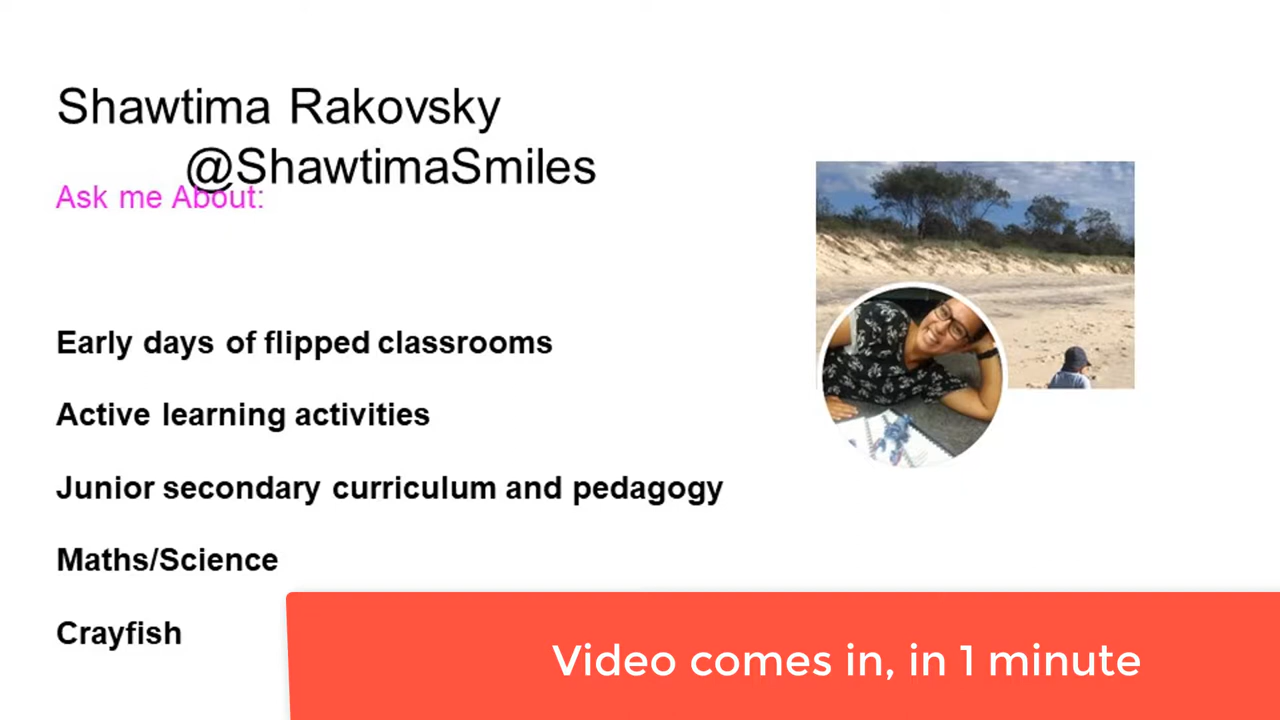 Shawtima Rakovsky
@ShawtimaSmiles
Ask me About:
Early days of flipped classrooms
Active learning activities
Junior secondary curriculum and pedagogy
Maths/Science
Crayfish
Video comes in, in 1 minute